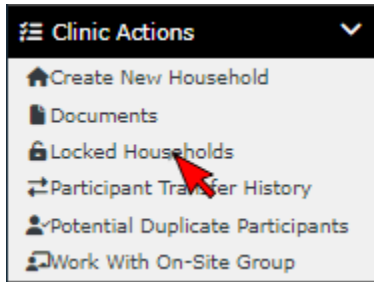 Clinic Actions
Create New Household
Documents
Locked Households
Participant Transfer History
Potential Duplicate Participants
Work With On-Site Group